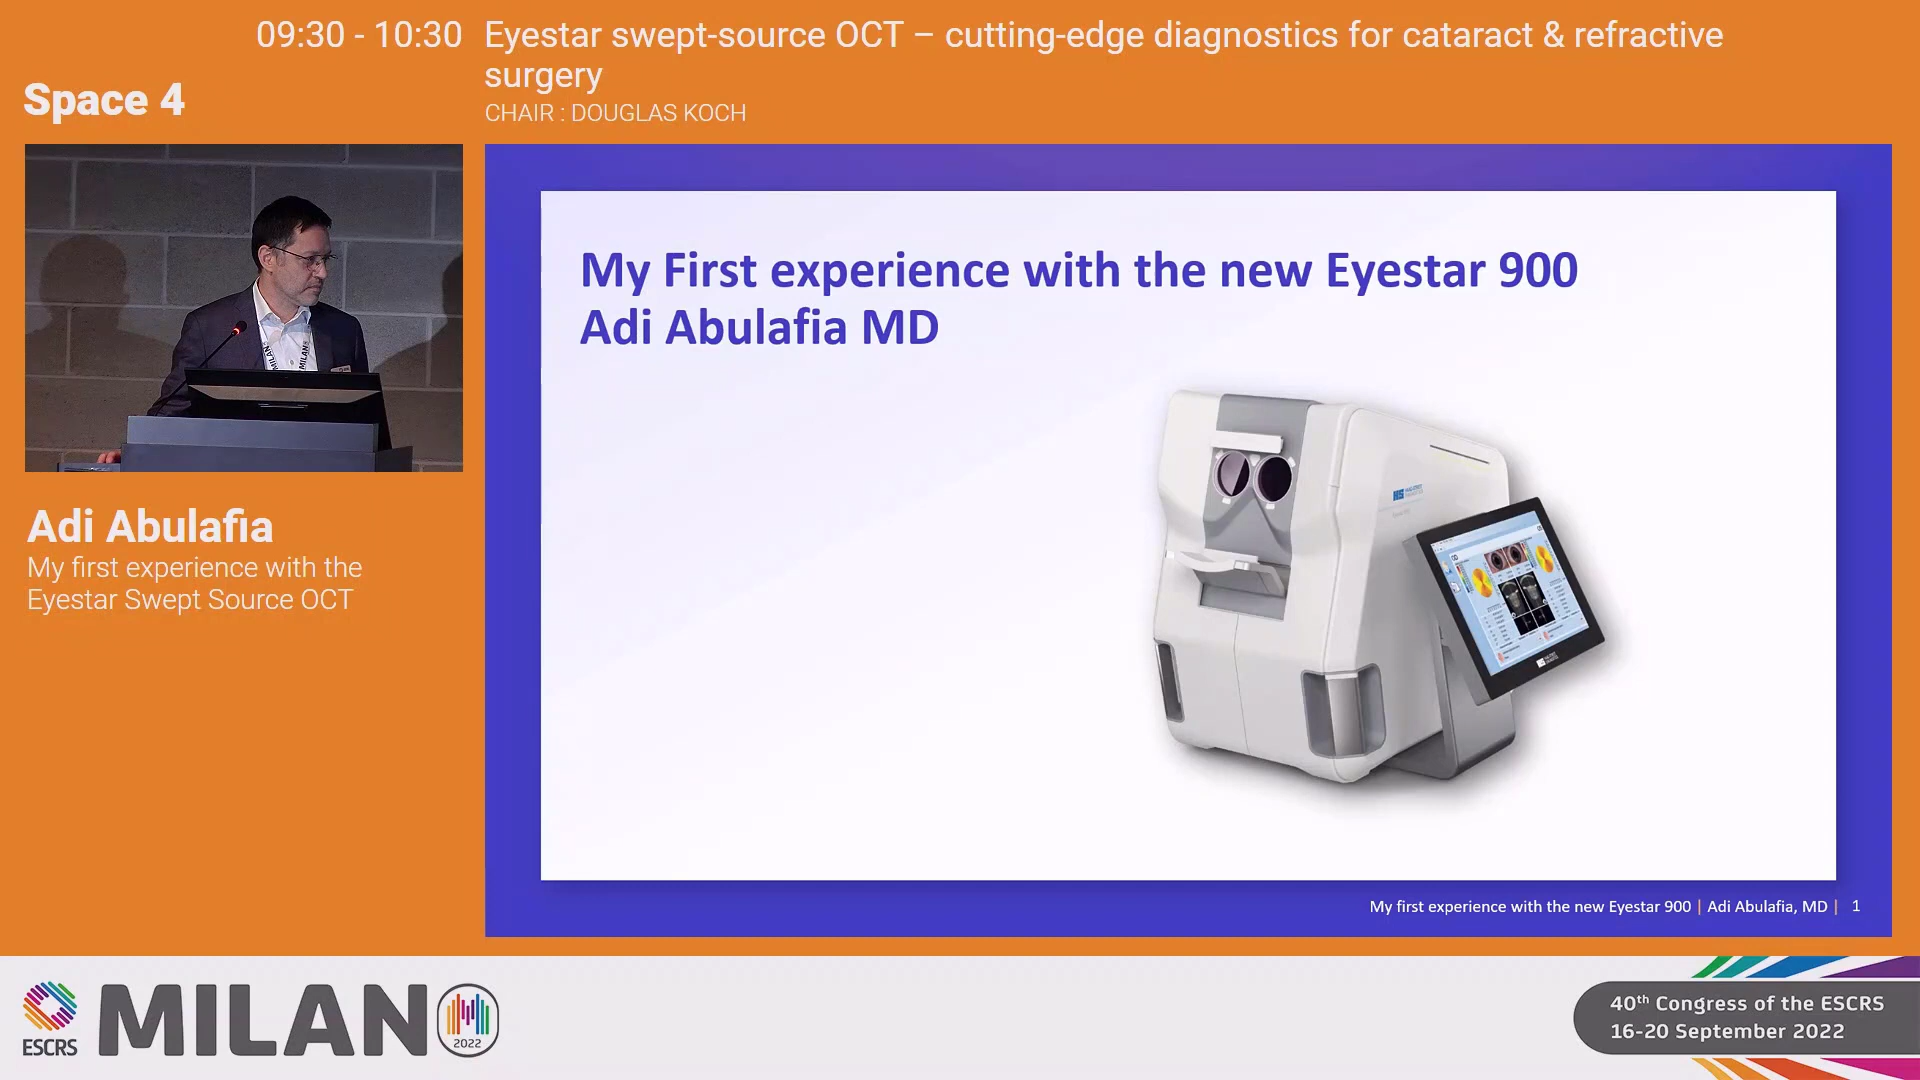 09:30 - 10:30 Eyestar swept-source OCT – cutting-edge diagnostics for cataract & refractive
surgery
Space 4
CHAIR : DOUGLAS KOCH
My First experience with the new Eyestar 900
Adi Abulafia MD
MILAN
MILAN
Adi Abulafia
My first experience with the
Eyestar Swept Source OCT
My first experience with the new Eyestar 900 | Adi Abulafia, MD | 1
ESCRS
MILANO
2022
40th Congress of the ESCRS
16-20 September 2022